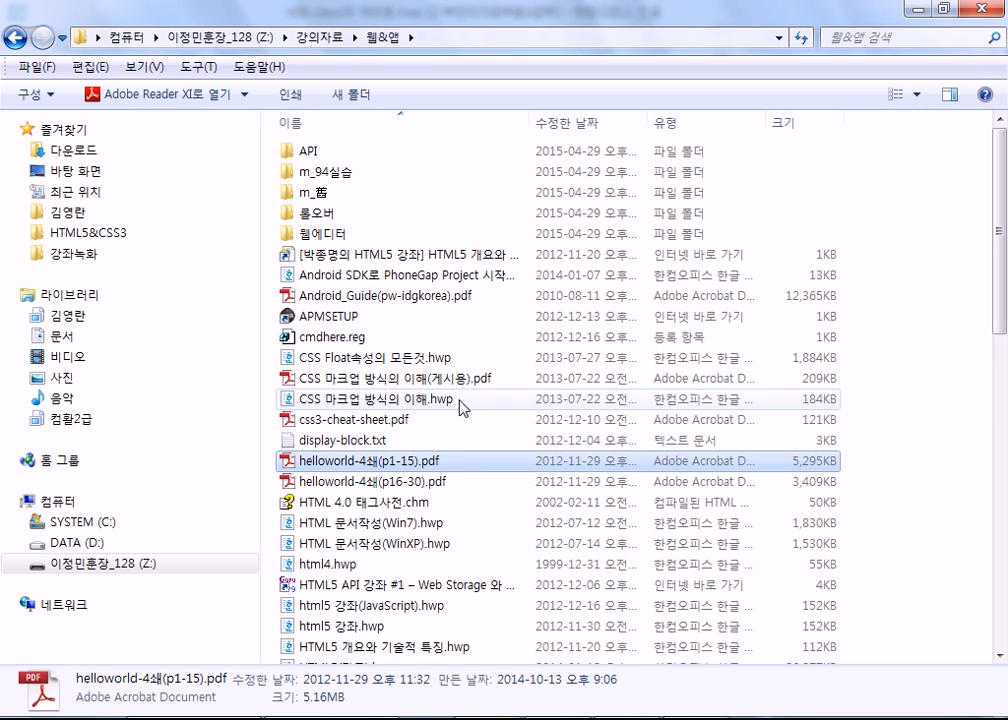 컴퓨터 ▸ 이정민훈장_128 (Z:) ▸ 강의자료 ▸ 웹&앱 ▸
웹&앱 검색
파일(F) 편집(E) 보기(V) 도구(T) 도움말(H)
구성 Adobe Reader XI로 열기 인쇄 새 폴더
이름 수정한 날짜 유형 크기
즐겨찾기
다운로드
바탕 화면
최근 위치
김영란
HTML5&CSS3
강좌녹화
라이브러리
김영란
문서
비디오
사진
음악
컴활2급
홈 그룹
컴퓨터
SYSTEM (C:)
DATA (D:)
이정민훈장_128 (Z:)
네트워크
API 2015-04-29 오후... 파일 폴더
m_94실습 2015-04-29 오후... 파일 폴더
m_舊 2015-04-29 오후... 파일 폴더
롤오버 2015-04-29 오후... 파일 폴더
웹에디터 2015-04-29 오후... 파일 폴더
[박종명의 HTML5 강좌] HTML5 개요와 ... 2012-11-20 오후... 인터넷 바로 가기 1KB
Android SDK로 PhoneGap Project 시작... 2014-01-07 오후... 한컴오피스 한글 ... 13KB
Android_Guide(pw-idgkorea).pdf 2010-08-11 오후... Adobe Acrobat D... 12,365KB
APMSETUP 2012-12-13 오후... 인터넷 바로 가기 1KB
cmdhere.reg 2012-12-13 오후... 등록 항목 1KB
CSS Float속성의 모든것.hwp 2013-07-27 오후... 한컴오피스 한글 ... 1,884KB
CSS 마크업 방식의 이해(게시용).pdf 2013-07-22 오후... Adobe Acrobat D... 209KB
CSS 마크업 방식의 이해.hwp 2013-07-22 오후... 한컴오피스 한글 ... 184KB
css3-cheat-sheet.pdf 2012-12-10 오후... Adobe Acrobat D... 121KB
display-block.txt 2012-12-04 오후... 텍스트 문서 3KB
helloworld-4쇄(p1-15).pdf 2012-11-29 오후... Adobe Acrobat D... 5,295KB
helloworld-4쇄(p16-30).pdf 2012-11-29 오후... Adobe Acrobat D... 3,409KB
HTML 4.0 태그사전.chm 2002-02-11 오전... 컴파일된 HTML ... 50KB
HTML 문서작성(Win7).hwp 2012-07-12 오전... 한컴오피스 한글 ... 1,830KB
HTML 문서작성(WinXP).hwp 2012-07-14 오후... 한컴오피스 한글 ... 1,530KB
html4.hwp 1999-12-31 오전... 한컴오피스 한글 ... 55KB
HTML5 API 강좌 #1 – Web Storage 와 ... 2012-12-06 오후... 인터넷 바로 가기 4KB
html5 강좌(JavaScript).hwp 2012-12-16 오후... 한컴오피스 한글 ... 152KB
html5 강좌.hwp 2012-11-30 오후... 한컴오피스 한글 ... 152KB
HTML5 개요와 기술적 특징.hwp 2012-11-20 오후... 한컴오피스 한글 ... 112KB
PDF helloworld-4쇄(p1-15).pdf 수정한 날짜: 2012-11-29 오후 11:32 만든 날짜: 2014-10-13 오후 9:06
Adobe Acrobat Document 크기: 5.16MB